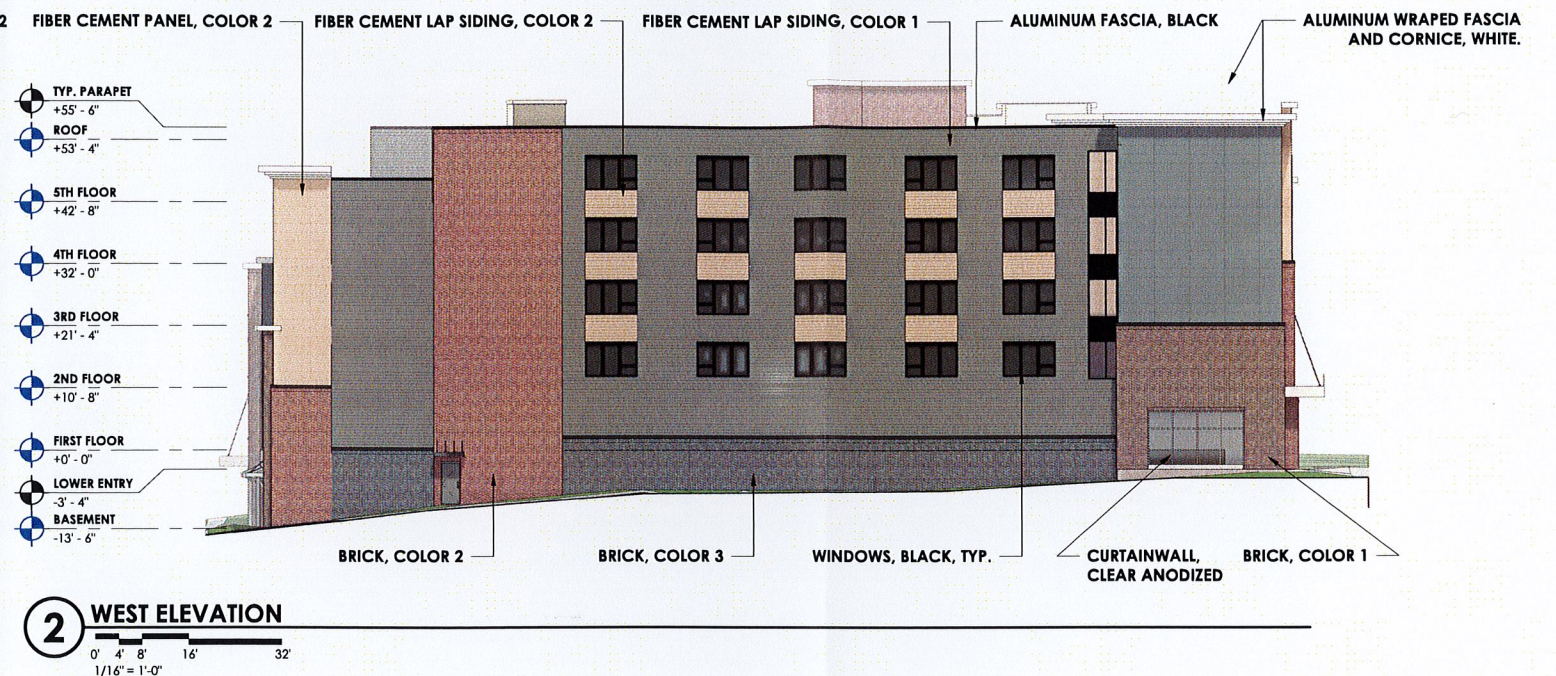 2 FIBER CEMENT PANEL, COLOR 2
FIBER CEMENT LAP SIDING, COLOR 2
FIBER CEMENT LAP SIDING, COLOR 1
ALUMINUM FASCIA, BLACK
ALUMINUM WRAPED FASCIA
AND CORNICE, WHITE.
TYP. PARAPET
+55' - 6"
ROOF
+53' - 4"
5TH FLOOR
+42' - 8"
4TH FLOOR
+32' - 0"
3RD FLOOR
+21' - 4"
2ND FLOOR
+10' - 8"
FIRST FLOOR
+0' - 0"
LOWER ENTRY
-3' - 4"
BASEMENT
-13' - 6"
BRICK, COLOR 2
BRICK, COLOR 3
WINDOWS, BLACK, TYP.
CURTAINWALL,
CLEAR ANODIZED
BRICK, COLOR 1
2 WEST ELEVATION
0' 4' 8' 16' 32'
1/16" = 1'-0"